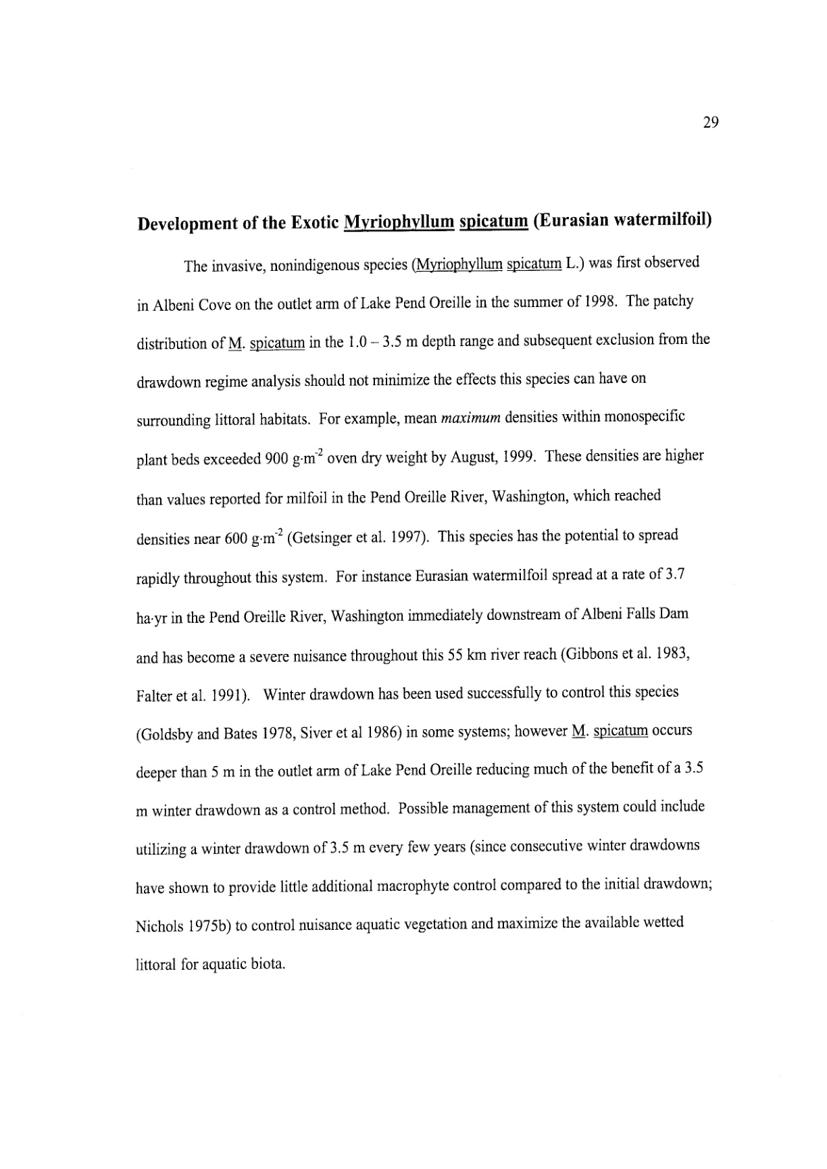 29
Development of the Exotic Myriophyllum spicatum (Eurasian watermilfoil)
The invasive, nonindigenous species (Myriophyllum spicatum L.) was first observed
in Albeni Cove on the outlet arm of Lake Pend Oreille in the summer of 1998. The patchy
distribution of M. spicatum in the 1.0 – 3.5 m depth range and subsequent exclusion from the
drawdown regime analysis should not minimize the effects this species can have on
surrounding littoral habitats. For example, mean maximum densities within monospecific
plant beds exceeded 900 g·m⁻² oven dry weight by August, 1999. These densities are higher
than values reported for milfoil in the Pend Oreille River, Washington, which reached
densities near 600 g·m⁻² (Getsinger et al. 1997). This species has the potential to spread
rapidly throughout this system. For instance Eurasian watermilfoil spread at a rate of 3.7
ha·yr in the Pend Oreille River, Washington immediately downstream of Albeni Falls Dam
and has become a severe nuisance throughout this 55 km river reach (Gibbons et al. 1983,
Falter et al. 1991). Winter drawdown has been used successfully to control this species
(Goldsby and Bates 1978, Siver et al 1986) in some systems; however M. spicatum occurs
deeper than 5 m in the outlet arm of Lake Pend Oreille reducing much of the benefit of a 3.5
m winter drawdown as a control method. Possible management of this system could include
utilizing a winter drawdown of 3.5 m every few years (since consecutive winter drawdowns
have shown to provide little additional macrophyte control compared to the initial drawdown;
Nichols 1975b) to control nuisance aquatic vegetation and maximize the available wetted
littoral for aquatic biota.